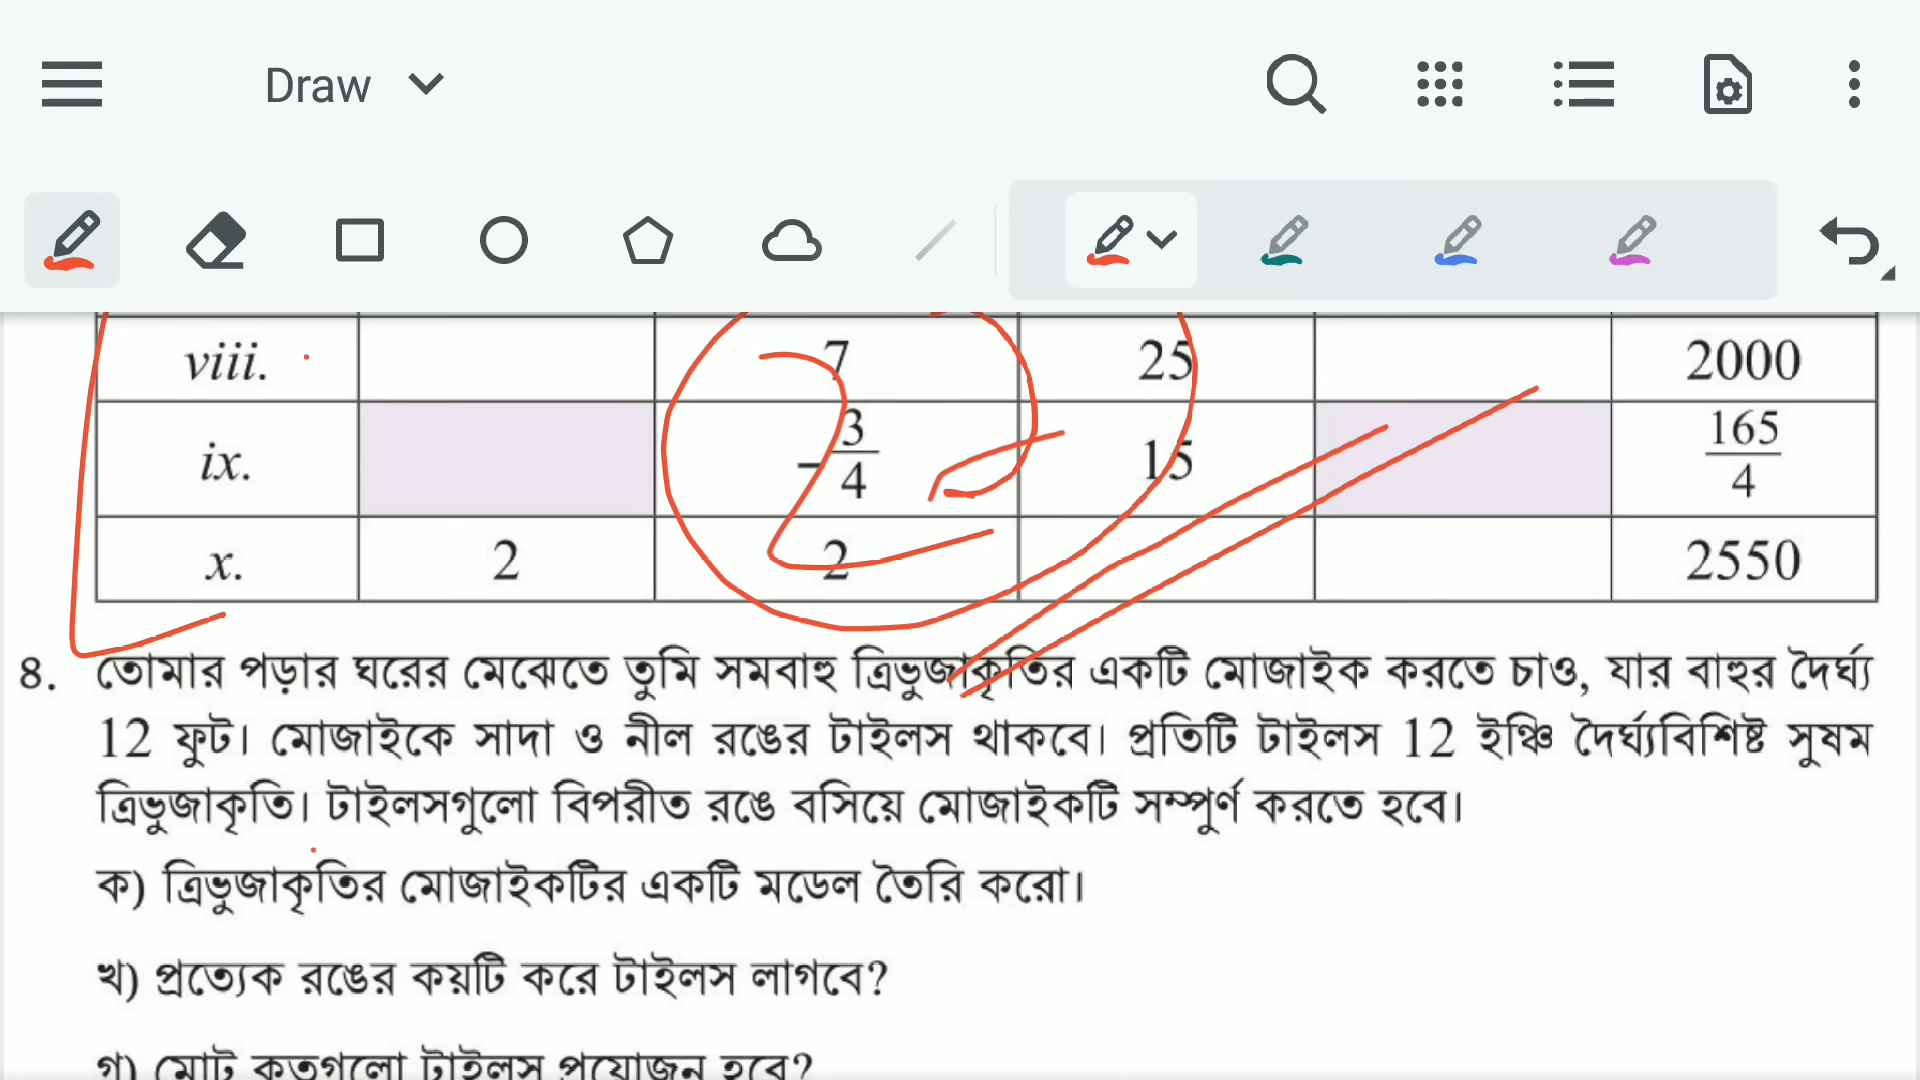 Draw
viii. 7 25 2000
ix. -3/4 15 165/4
x. 2 2 2550
8. তোমার পড়ার ঘরের মেঝেতে তুমি সমবাহু ত্রিভুজাকৃতির একটি মোজাইক করতে চাও, যার বাহুর দৈর্ঘ্য
12 ফুট। মোজাইকে সাদা ও নীল রঙের টাইলস থাকবে। প্রতিটি টাইলস 12 ইঞ্চি দৈর্ঘ্যবিশিষ্ট সুষম
ত্রিভুজাকৃতি। টাইলসগুলো বিপরীত রঙে বসিয়ে মোজাইকটি সম্পুর্ণ করতে হবে।
ক) ত্রিভুজাকৃতির মোজাইকটির একটি মডেল তৈরি করো।
খ) প্রত্যেক রঙের কয়টি করে টাইলস লাগবে?
গ) মোট কতগুলো টাইলস প্রয়োজন হবে?